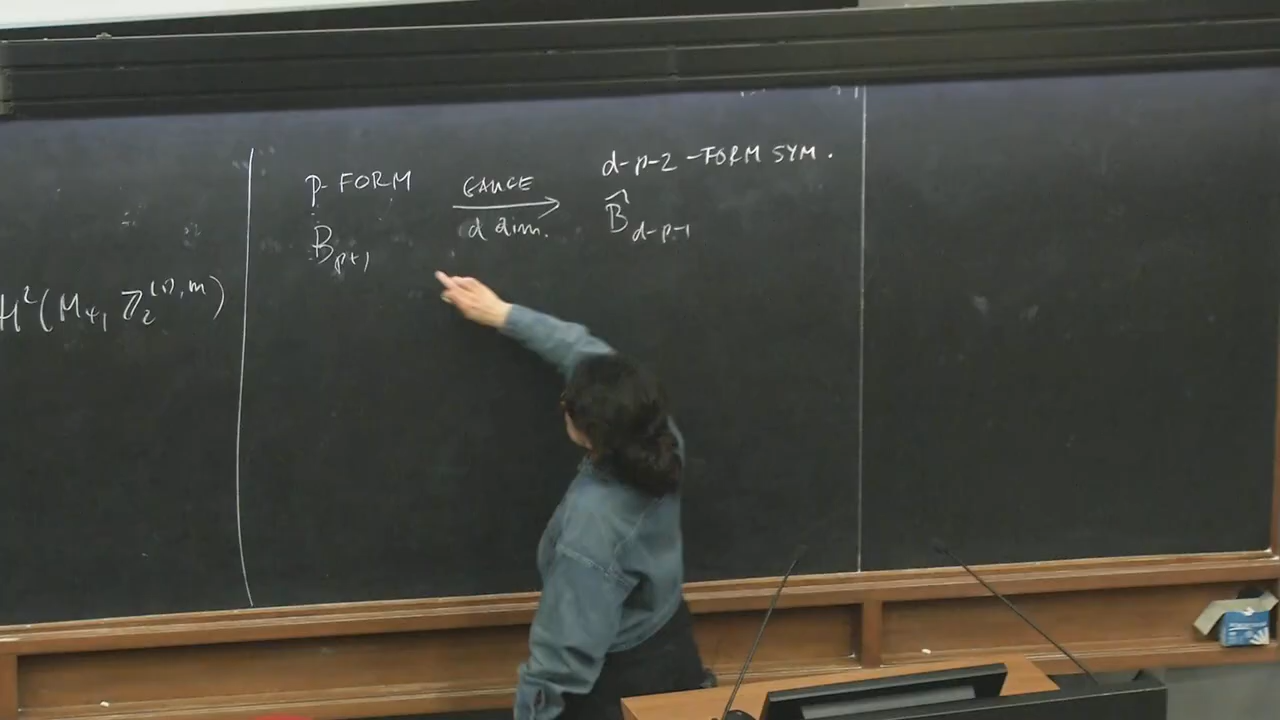 H²(M₄, ℤ₂⁽¹⁾,ᵐ)
p-FORM
B_{p+1}
GAUGE
d dim.
d-p-2-FORM SYM.
B̂_{d-p-1}